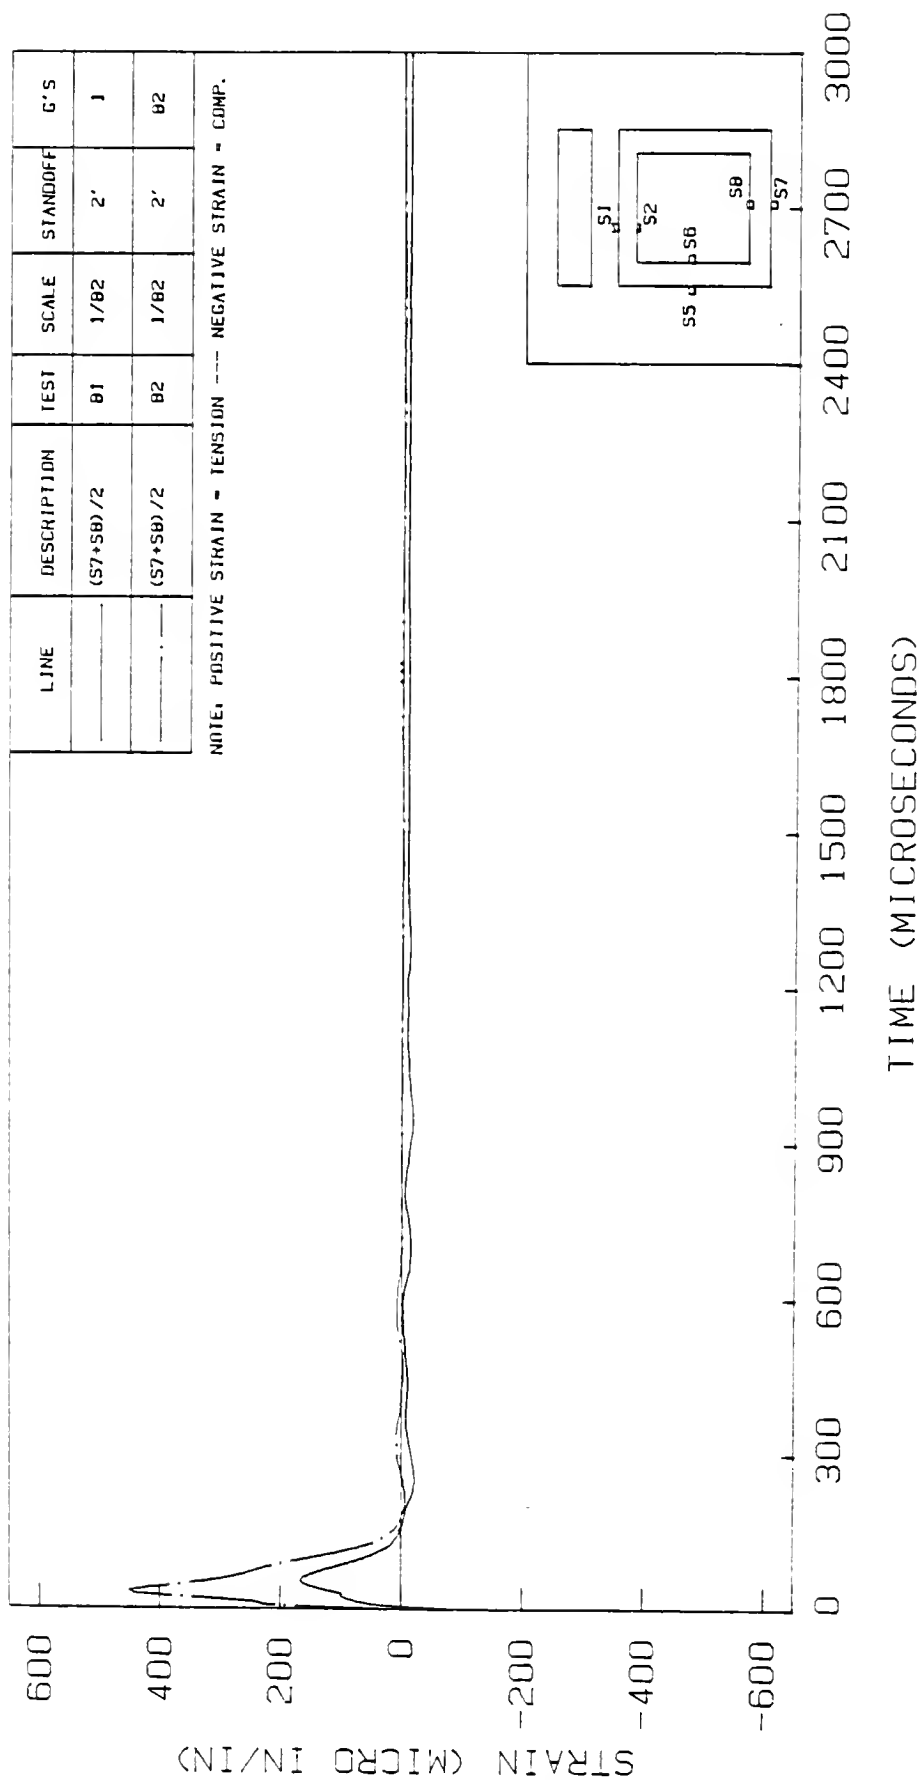 LINE DESCRIPTION TEST SCALE STANDOFF G'S
(S7+S8)/2 81 1/82 2' 1
(S7+S8)/2 82 1/82 2' 82
NOTE: POSITIVE STRAIN = TENSION --- NEGATIVE STRAIN = COMP.
STRAIN (MICRO IN/IN)
600
400
200
0
-200
-400
-600
S1
S2
S5
S6
S8
S7
0 300 600 900 1200 1500 1800 2100 2400 2700 3000
TIME (MICROSECONDS)